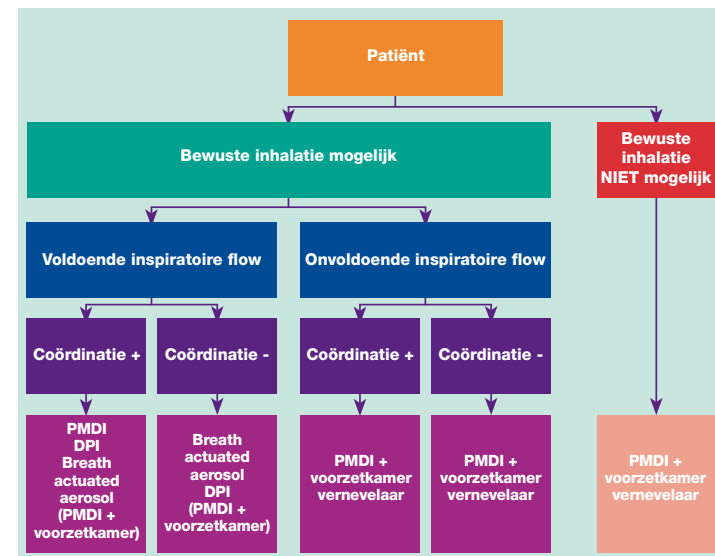 Patiënt
Bewuste inhalatie mogelijk
Bewuste
inhalatie
NIET mogelijk
Voldoende inspiratoire flow
Onvoldoende inspiratoire flow
Coördinatie +
Coördinatie -
Coördinatie +
Coördinatie -
PMDI
DPI
Breath
actuated
aerosol
(PMDI +
voorzetkamer)
Breath
actuated
aerosol
DPI
(PMDI +
voorzetkamer)
PMDI +
voorzetkamer
vernevelaar
PMDI +
voorzetkamer
vernevelaar
PMDI +
voorzetkamer
vernevelaar